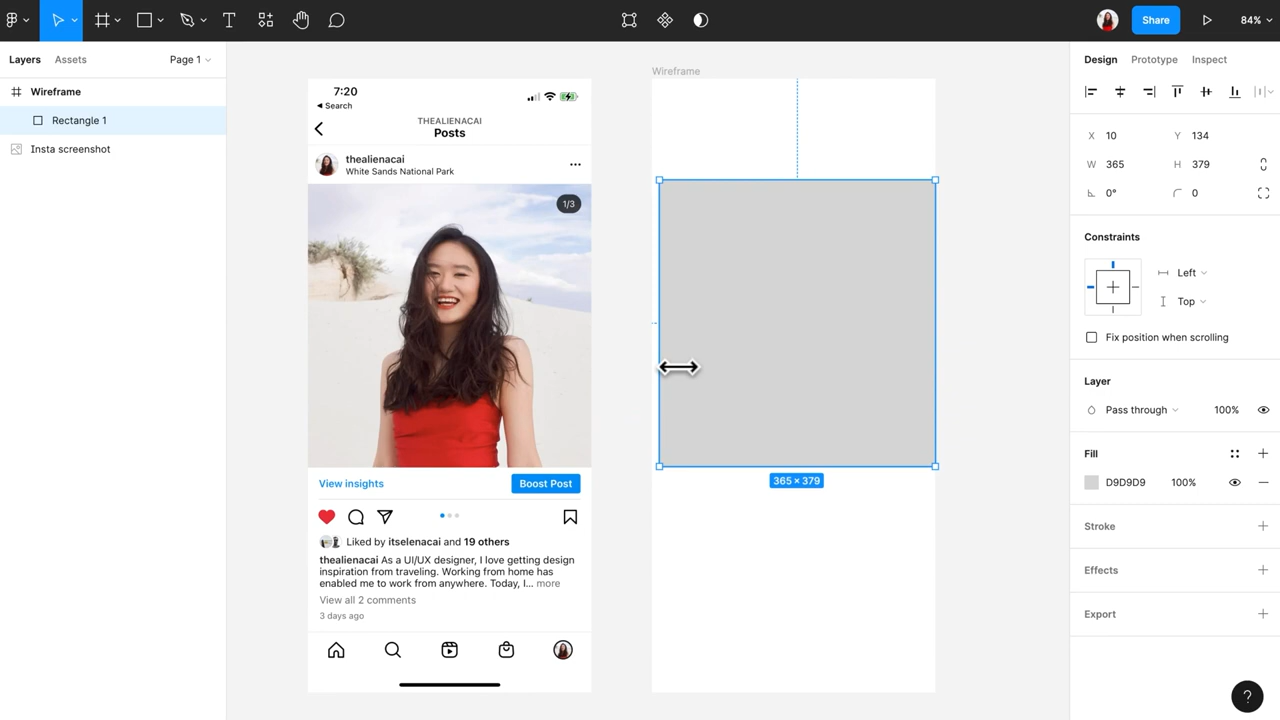 Share
84%
Layers
Assets
Page 1
Wireframe
Rectangle 1
Insta screenshot
7:20
Search
THEALIENACAI
Posts
thealienacai
White Sands National Park
1/3
View insights
Boost Post
Liked by itselenacai and 19 others
thealienacai As a UI/UX designer, I love getting design
inspiration from traveling. Working from home has
enabled me to work from anywhere. Today, I... more
View all 2 comments
3 days ago
Wireframe
365 × 379
Design
Prototype
Inspect
X 10
Y 134
W 365
H 379
0°
0
Constraints
Left
Top
Fix position when scrolling
Layer
Pass through
100%
Fill
D9D9D9
100%
Stroke
Effects
Export
?